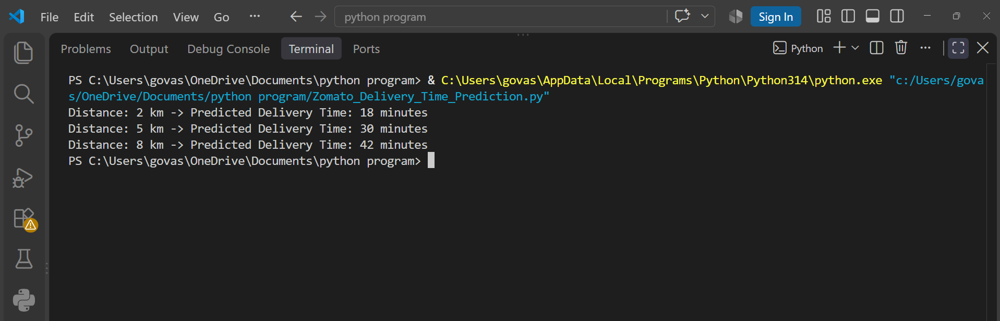 File Edit Selection View Go ··· python program Sign In
Problems Output Debug Console Terminal Ports Python
PS C:\Users\govas\OneDrive\Documents\python program> & C:\Users\govas\AppData\Local\Programs\Python\Python314\python.exe "c:/Users/gova
s/OneDrive/Documents/python program/Zomato_Delivery_Time_Prediction.py"
Distance: 2 km -> Predicted Delivery Time: 18 minutes
Distance: 5 km -> Predicted Delivery Time: 30 minutes
Distance: 8 km -> Predicted Delivery Time: 42 minutes
PS C:\Users\govas\OneDrive\Documents\python program>